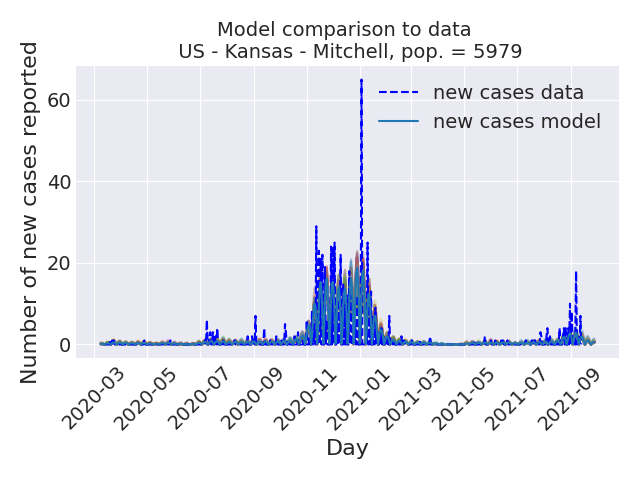 Model comparison to data
US - Kansas - Mitchell, pop. = 5979
Number of new cases reported
60
40
20
0
new cases data
new cases model
2020-03
2020-05
2020-07
2020-09
2020-11
2021-01
2021-03
2021-05
2021-07
2021-09
Day